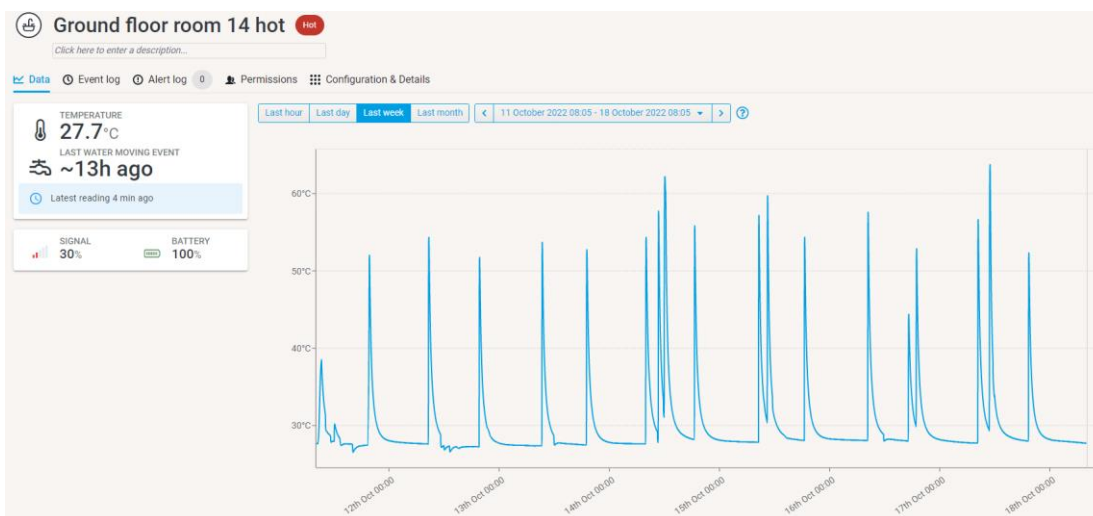 Ground floor room 14 hot Hot
Click here to enter a description...
Data Event log Alert log 0 Permissions Configuration & Details
TEMPERATURE
27.7°C
LAST WATER MOVING EVENT
~13h ago
Latest reading 4 min ago
SIGNAL
30%
BATTERY
100%
Last hour Last day Last week Last month < 11 October 2022 08:05 - 18 October 2022 08:05 > ?
60°C
50°C
40°C
30°C
12th Oct 00:00
13th Oct 00:00
14th Oct 00:00
15th Oct 00:00
16th Oct 00:00
17th Oct 00:00
18th Oct 00:00